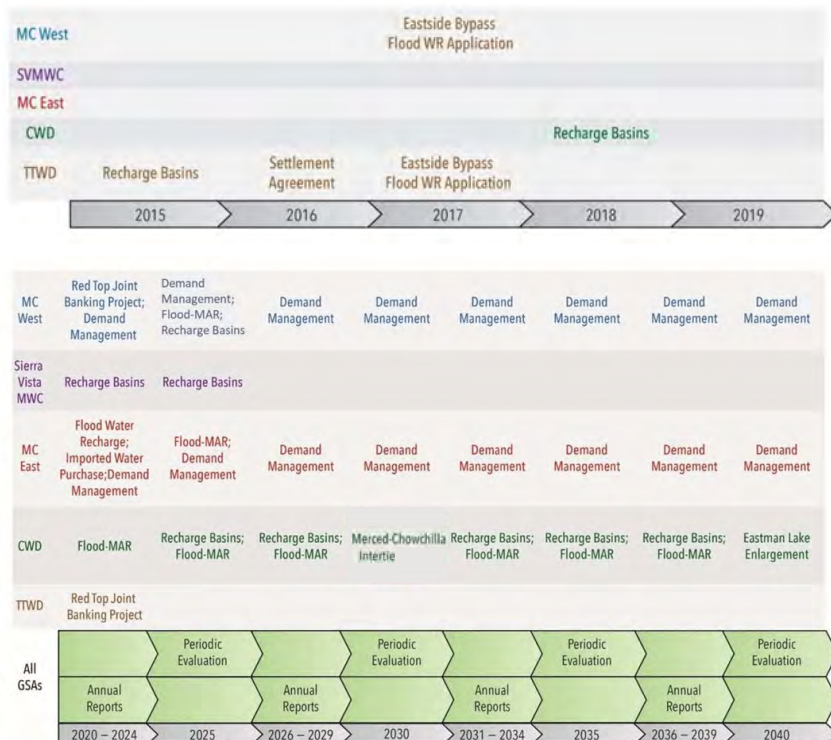 MC West
Eastside Bypass
Flood WR Application
SVMWC
MC East
CWD
Recharge Basins
TTWD
Recharge Basins
Settlement
Agreement
Eastside Bypass
Flood WR Application
2015
2016
2017
2018
2019
MC
West
Red Top Joint
Banking Project;
Demand
Management
Demand
Management;
Flood-MAR;
Recharge Basins
Demand
Management
Demand
Management
Demand
Management
Demand
Management
Demand
Management
Demand
Management
Sierra
Vista
MWC
Recharge Basins
Recharge Basins
MC
East
Flood Water
Recharge;
Imported Water
Purchase;Demand
Management
Flood-MAR;
Demand
Management
Demand
Management
Demand
Management
Demand
Management
Demand
Management
Demand
Management
Demand
Management
CWD
Flood-MAR
Recharge Basins;
Flood-MAR
Recharge Basins;
Flood-MAR
Merced-Chowchilla
Intertie
Recharge Basins;
Flood-MAR
Recharge Basins;
Flood-MAR
Recharge Basins;
Flood-MAR
Eastman Lake
Enlargement
TTWD
Red Top Joint
Banking Project
All
GSAs
Periodic
Evaluation
Periodic
Evaluation
Periodic
Evaluation
Periodic
Evaluation
Annual
Reports
Annual
Reports
Annual
Reports
Annual
Reports
2020 – 2024
2025
2026 – 2029
2030
2031 – 2034
2035
2036 – 2039
2040